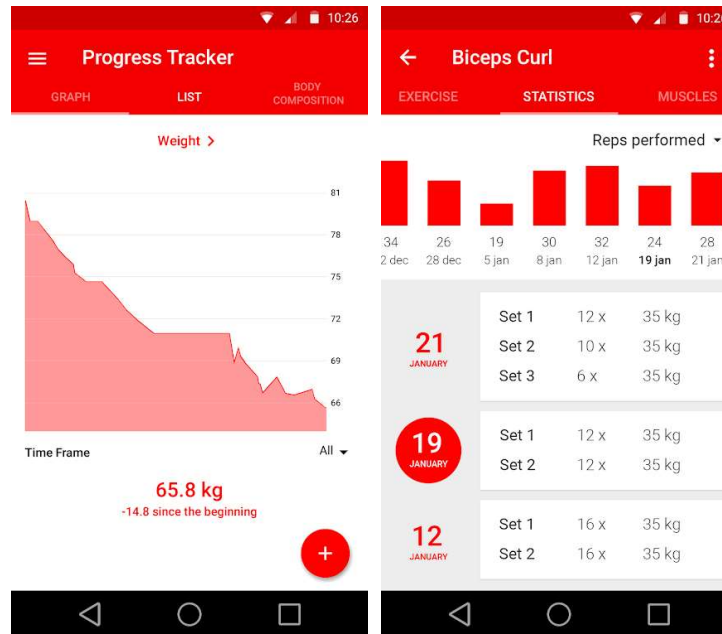 10:26
Progress Tracker
GRAPH LIST BODY COMPOSITION
Weight >
81
78
75
72
69
66
Time Frame All
65.8 kg
-14.8 since the beginning
+
10:26
Biceps Curl
EXERCISE STATISTICS MUSCLES
Reps performed
34 26 19 30 32 24 28
2 dec 28 dec 5 jan 8 jan 12 jan 19 jan 21 jan
21
JANUARY
Set 1 12 x 35 kg
Set 2 10 x 35 kg
Set 3 6 x 35 kg
19
JANUARY
Set 1 12 x 35 kg
Set 2 12 x 35 kg
12
JANUARY
Set 1 16 x 35 kg
Set 2 16 x 35 kg